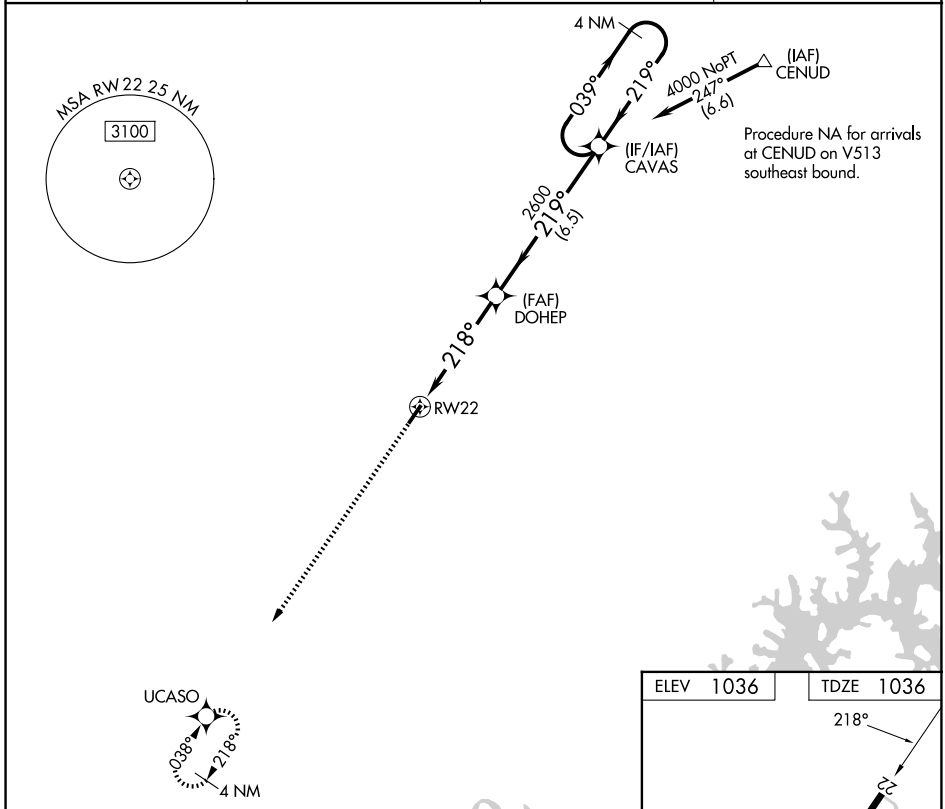 4 NM
(IAF)
CENUD
4000 NoPT
247°
(6.6)
039°
219°
MSA RW22 25 NM
3100
Procedure NA for arrivals
at CENUD on V513
southeast bound.
(IF/IAF)
CAVAS
2600
219°
(6.5)
(FAF)
DOHEP
218°
RW22
UCASO
038°
218°
4 NM
ELEV 1036
TDZE 1036
218°
22